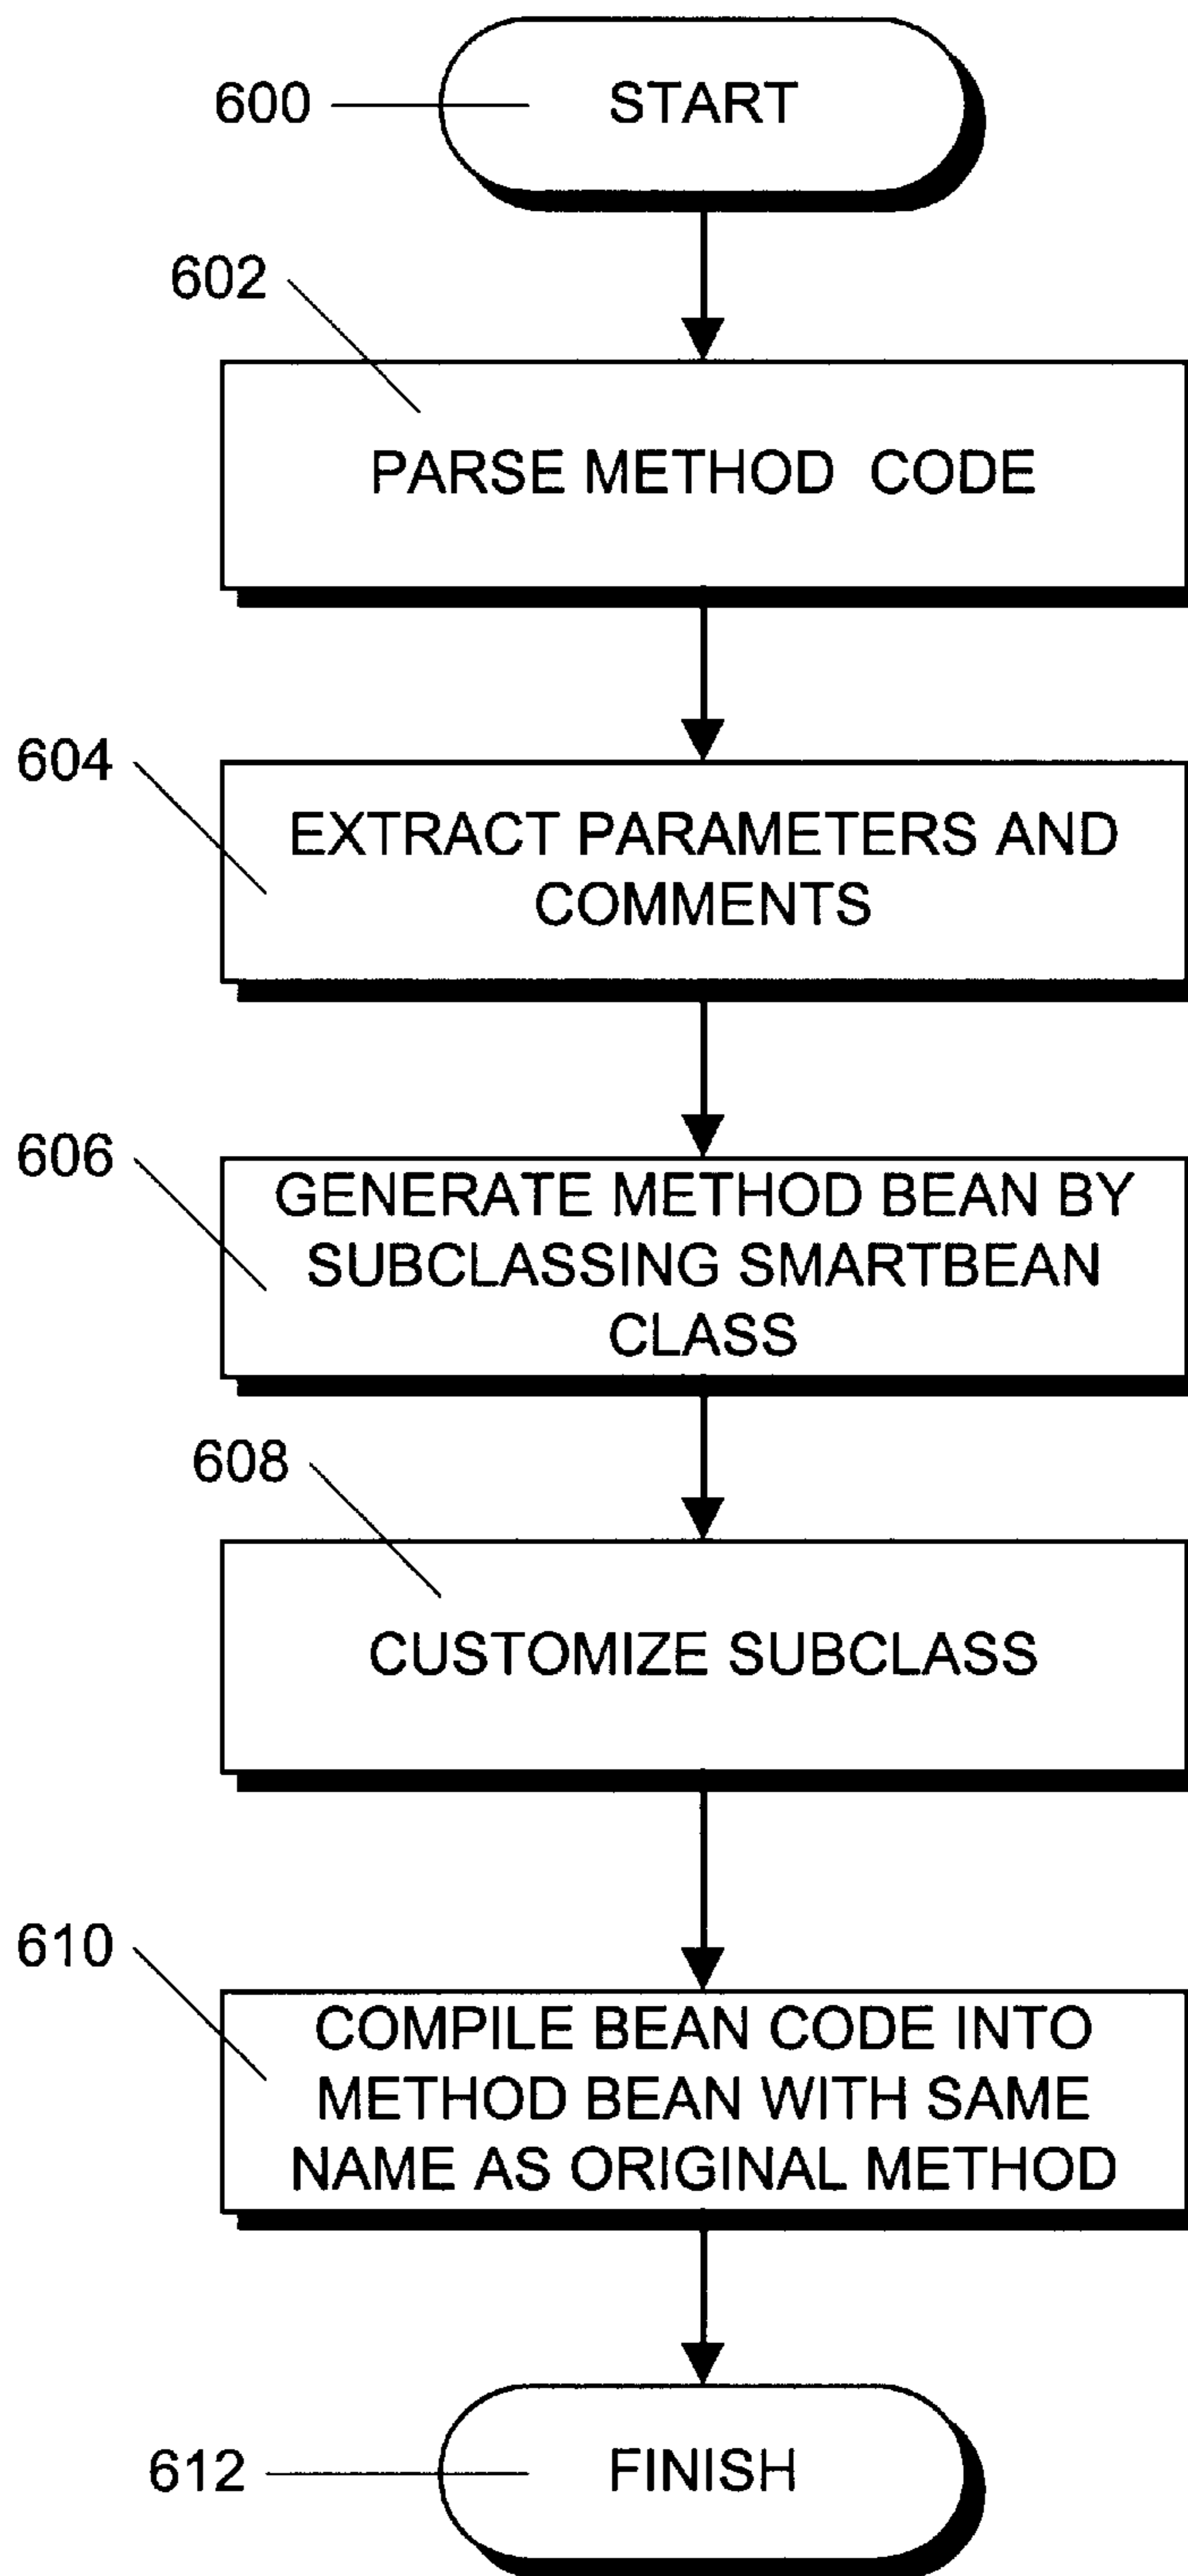 600
START
602
PARSE METHOD CODE
604
EXTRACT PARAMETERS AND
COMMENTS
606
GENERATE METHOD BEAN BY
SUBCLASSING SMARTBEAN
CLASS
608
CUSTOMIZE SUBCLASS
610
COMPILE BEAN CODE INTO
METHOD BEAN WITH SAME
NAME AS ORIGINAL METHOD
612
FINISH